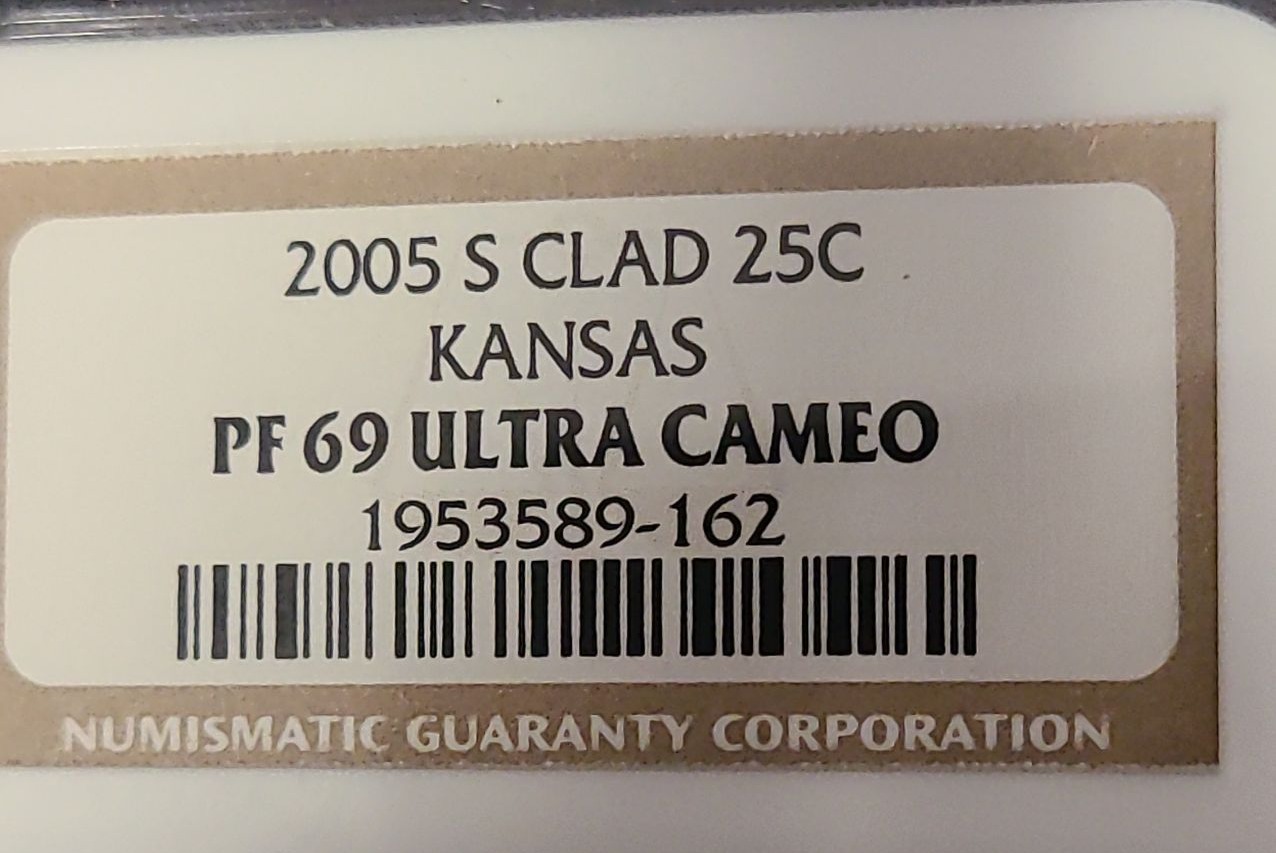 2005 S CLAD 25C
KANSAS
PF 69 ULTRA CAMEO
1953589-162
NUMISMATIC GUARANTY CORPORATION